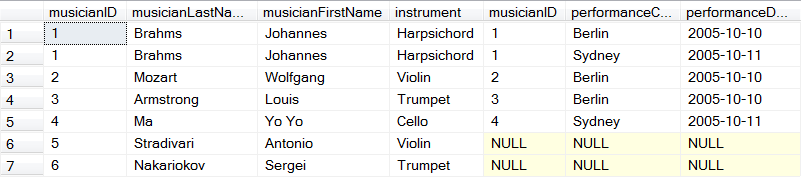 musicianID musicianLastNa... musicianFirstName instrument musicianID performanceC... performanceD...
1 1 Brahms Johannes Harpsichord 1 Berlin 2005-10-10
2 1 Brahms Johannes Harpsichord 1 Sydney 2005-10-11
3 2 Mozart Wolfgang Violin 2 Berlin 2005-10-10
4 3 Armstrong Louis Trumpet 3 Berlin 2005-10-10
5 4 Ma Yo Yo Cello 4 Sydney 2005-10-11
6 5 Stradivari Antonio Violin NULL NULL NULL
7 6 Nakariokov Sergei Trumpet NULL NULL NULL